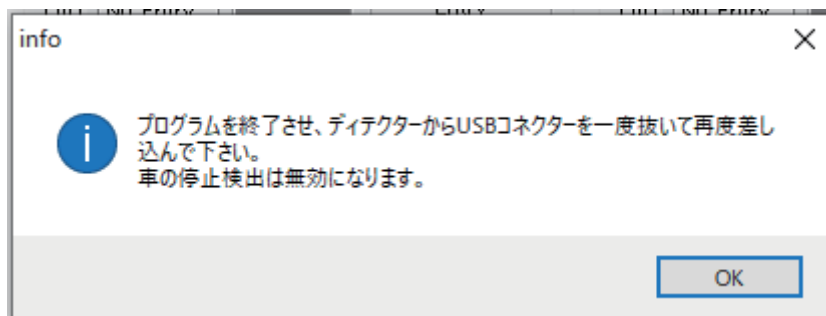 info
プログラムを終了させ、ディテクターからUSBコネクターを一度抜いて再度差し
込んで下さい。
車の停止検出は無効になります。
OK